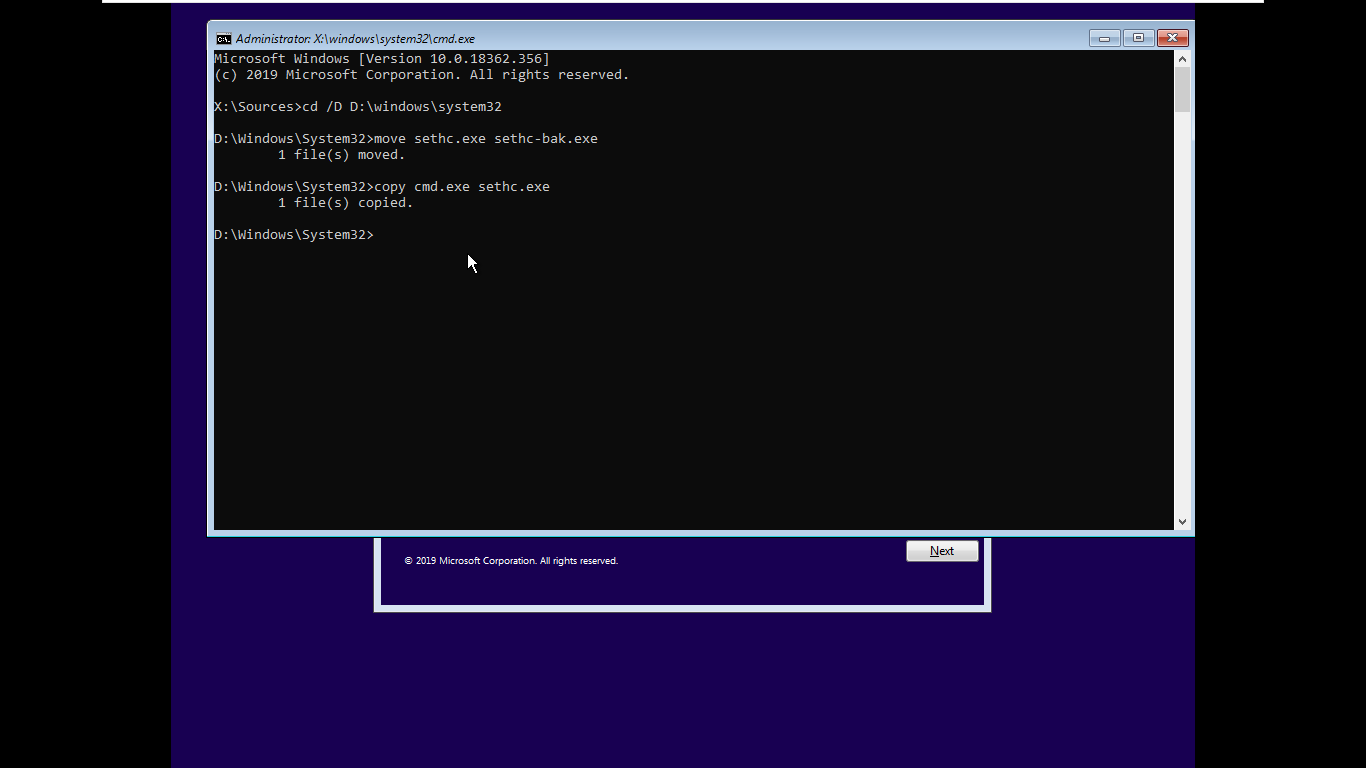 Administrator: X:\windows\system32\cmd.exe
Microsoft Windows [Version 10.0.18362.356]
(c) 2019 Microsoft Corporation. All rights reserved.
X:\Sources>cd /D D:\windows\system32
D:\Windows\System32>move sethc.exe sethc-bak.exe
1 file(s) moved.
D:\Windows\System32>copy cmd.exe sethc.exe
1 file(s) copied.
D:\Windows\System32>
Next
© 2019 Microsoft Corporation. All rights reserved.